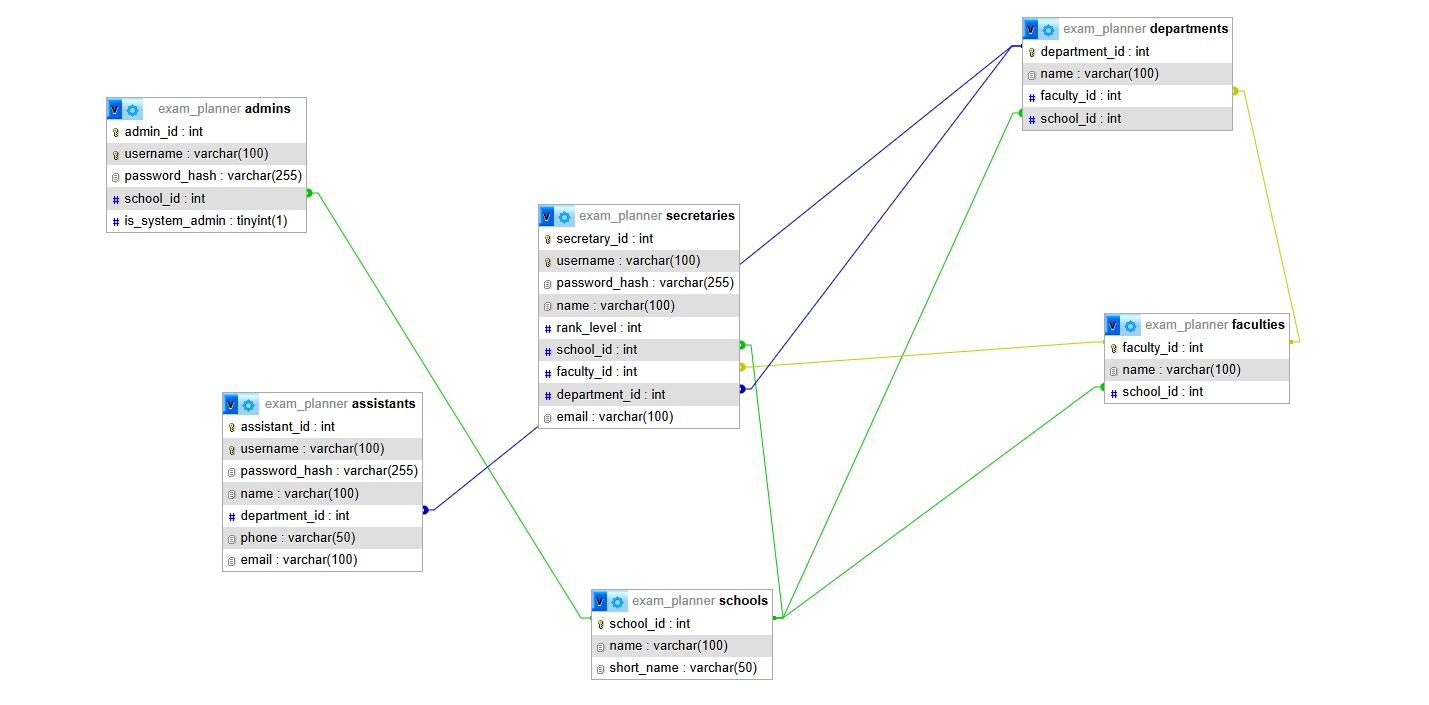 V exam_planner admins
admin_id : int
username : varchar(100)
password_hash : varchar(255)
# school_id : int
# is_system_admin : tinyint(1)
V exam_planner secretaries
secretary_id : int
username : varchar(100)
password_hash : varchar(255)
name : varchar(100)
# rank_level : int
# school_id : int
# faculty_id : int
# department_id : int
email : varchar(100)
V exam_planner departments
department_id : int
name : varchar(100)
# faculty_id : int
# school_id : int
V exam_planner faculties
faculty_id : int
name : varchar(100)
# school_id : int
V exam_planner assistants
assistant_id : int
username : varchar(100)
password_hash : varchar(255)
name : varchar(100)
# department_id : int
phone : varchar(50)
email : varchar(100)
V exam_planner schools
school_id : int
name : varchar(100)
short_name : varchar(50)